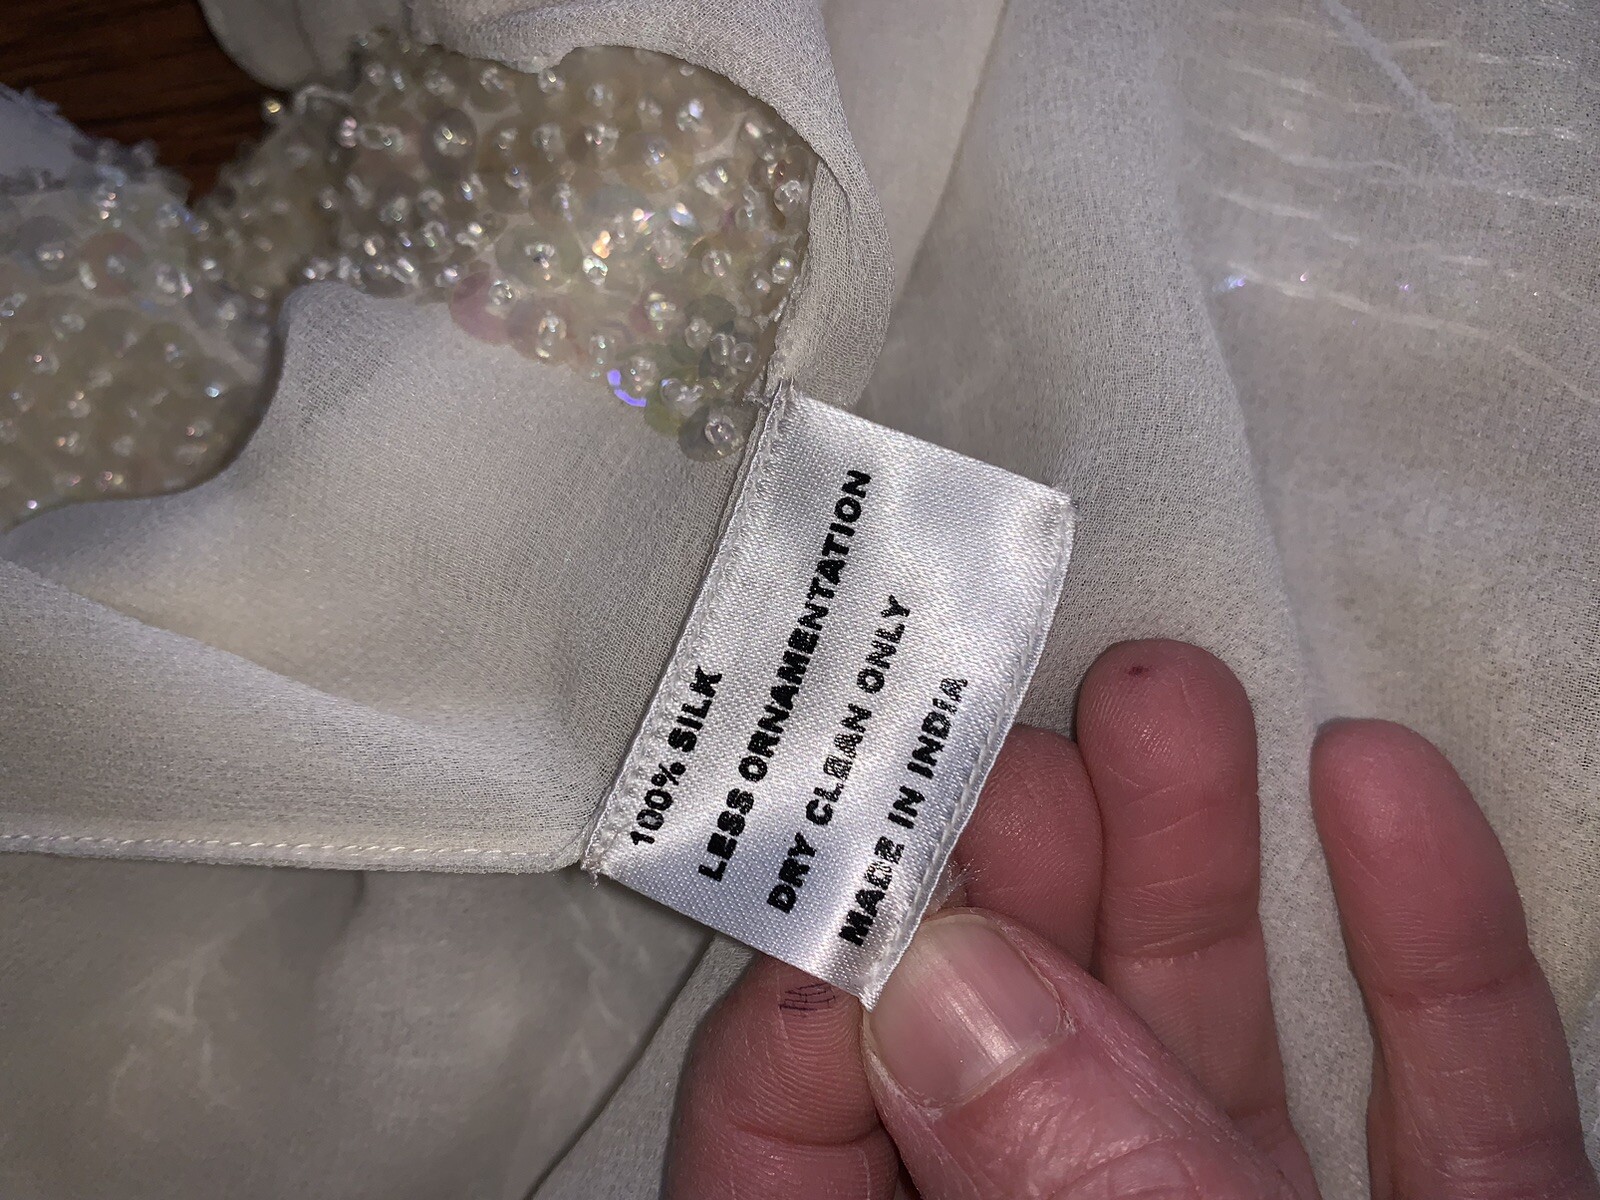 100% SILK
LESS ORNAMENTATION
DRY CLEAN ONLY
MADE IN INDIA